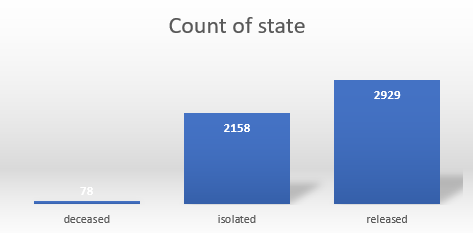 Count of state
2929
2158
78
deceased isolated released